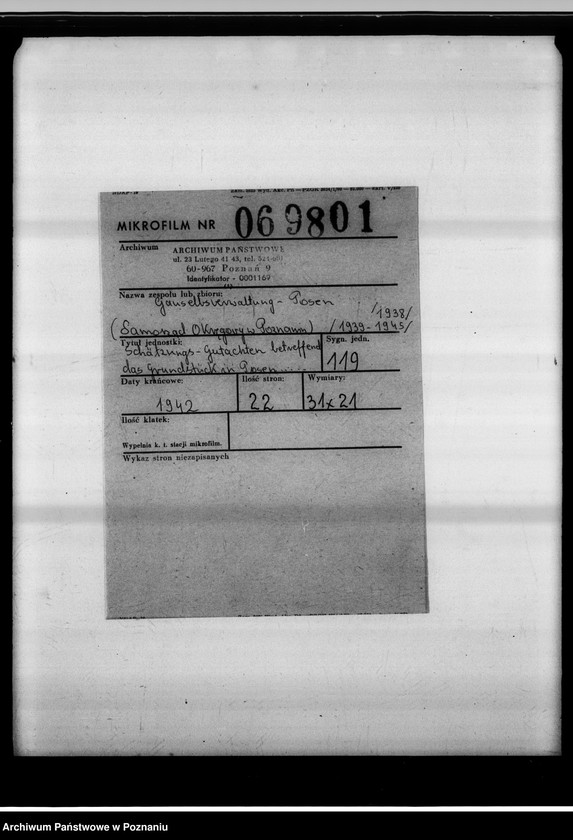 MIKROFILM NR 069801
Archiwum
ARCHIWUM PAŃSTWOWE
ul. 23 Lutego 41 43, tel.
60-967 Poznań 9
Identyfikator - 0001169
Nazwa zespołu lub zbioru:
Gauselbstverwaltung - Posen /1938/
(Samorząd Okręgowy w Poznaniu) /1939-1945/
Tytuł jednostki:
Schätzungs-Gutachten betreffend
das Grundstück in Posen
Sygn. jedn.
119
Daty krańcowe:
1942
Ilość stron:
22
Wymiary:
31x21
Ilość klatek:
Wypełnia k. t. stacji mikrofilm.
Wykaz stron niezapisanych
Archiwum Państwowe w Poznaniu